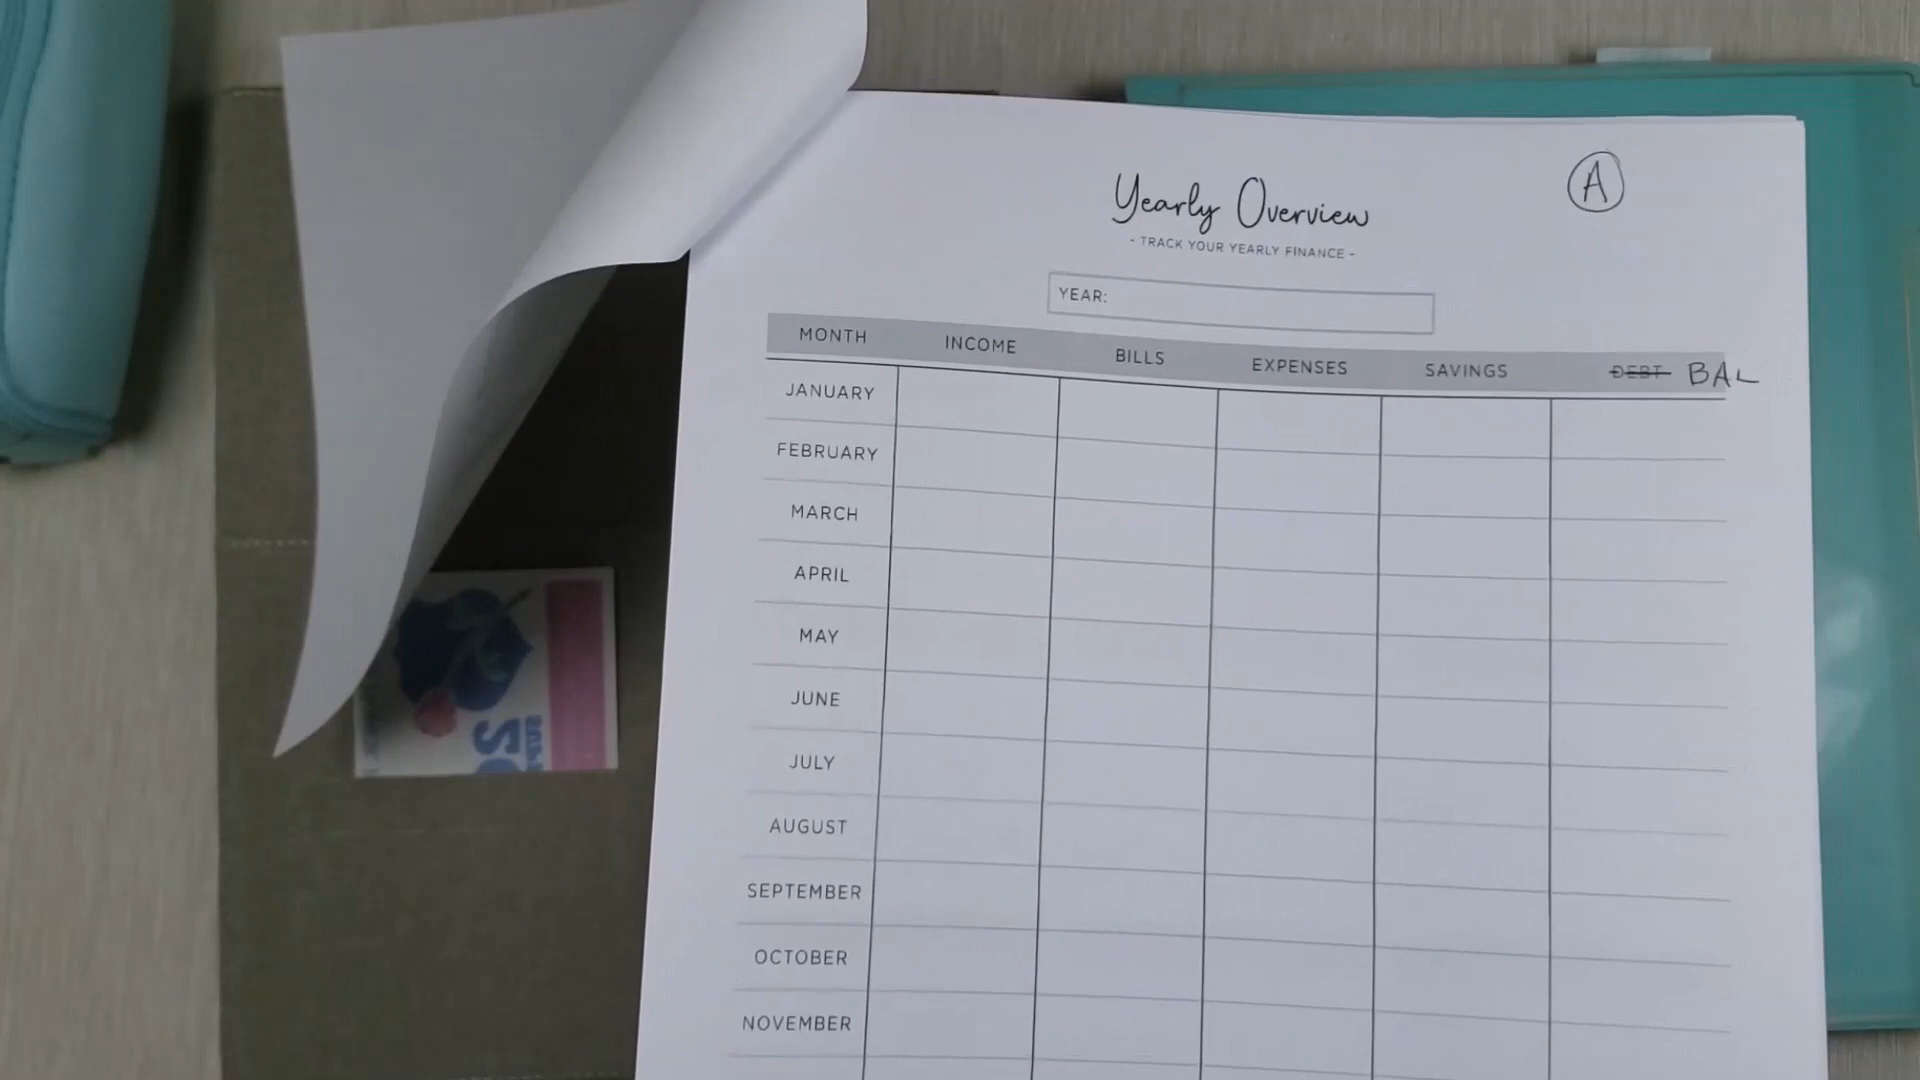 A
Yearly Overview
- TRACK YOUR YEARLY FINANCE -
YEAR:
MONTH INCOME BILLS EXPENSES SAVINGS DEBT BAL
JANUARY
FEBRUARY
MARCH
APRIL
MAY
JUNE
JULY
AUGUST
SEPTEMBER
OCTOBER
NOVEMBER